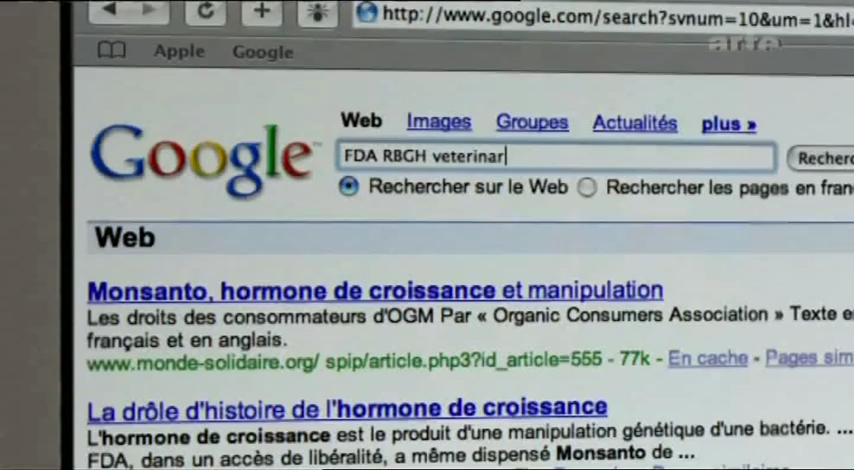 http://www.google.com/search?svnum=10&um=1&hl
arte
Apple Google
Web Images Groupes Actualités plus »
Google™
FDA RBGH veterinar
Recherc
Rechercher sur le Web Rechercher les pages en fran
Web
Monsanto, hormone de croissance et manipulation
Les droits des consommateurs d'OGM Par « Organic Consumers Association » Texte e
français et en anglais.
www.monde-solidaire.org/ spip/article.php3?id_article=555 - 77k - En cache - Pages sim
La drôle d'histoire de l'hormone de croissance
L'hormone de croissance est le produit d'une manipulation génétique d'une bactérie. ...
FDA, dans un accès de libéralité, a même dispensé Monsanto de ...